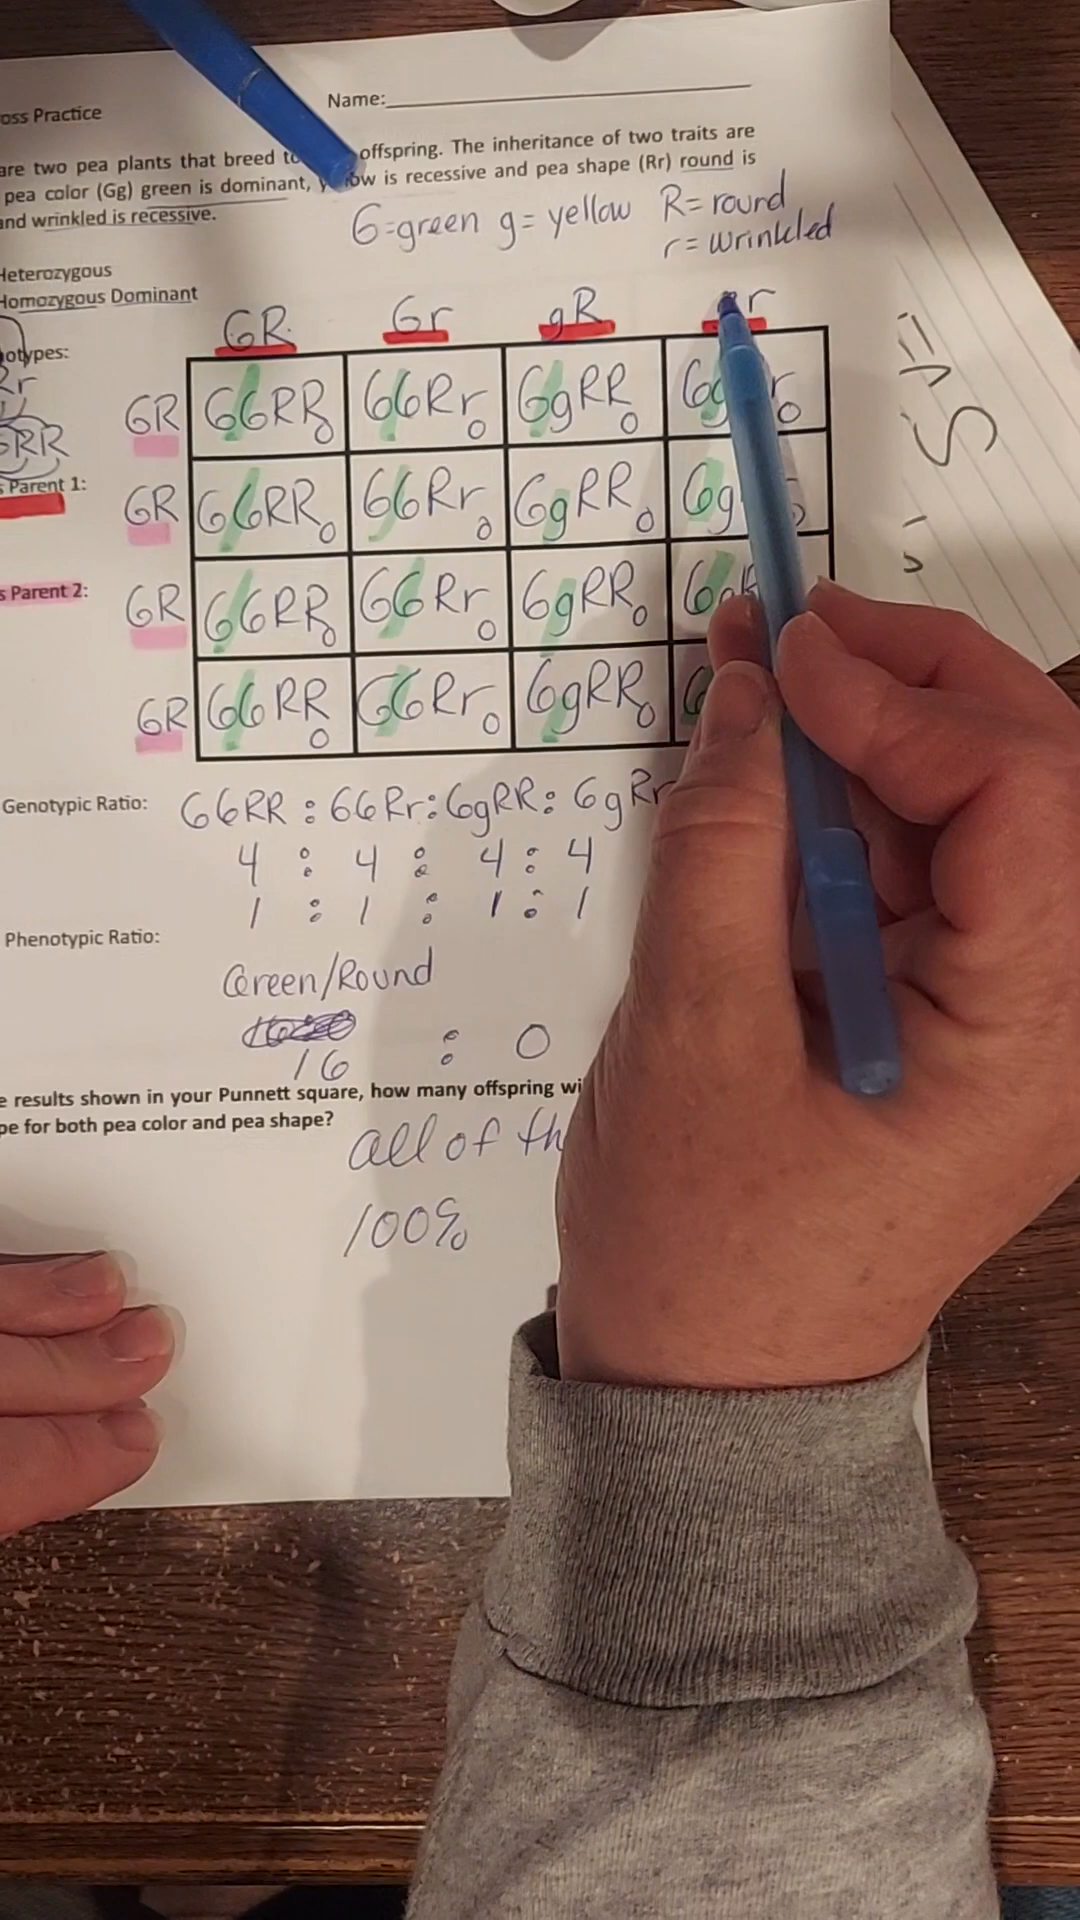 Name:
oss Practice
are two pea plants that breed to offspring. The inheritance of two traits are
pea color (Gg) green is dominant, is recessive and pea shape (Rr) round is
and wrinkled is recessive.
G=green g= yellow R= round
r= wrinkled
Heterozygous
Homozygous Dominant
otypes:
Rr
GRR
GR Gr gR r
GR GGRR GGRr GgRR Gg r
Parent 1:
GR GGRR GGRr GgRR Gg
s Parent 2:
GR GGRR GGRr GgRR
GR GGRR GGRr GgRR
Genotypic Ratio: GGRR : GGRr : GgRR : GgRr
4 : 4 : 4 : 4
1 : 1 : 1 : 1
Phenotypic Ratio:
Green/Round
16 : 0
e results shown in your Punnett square, how many offspring wi
pe for both pea color and pea shape?
all of th
100%